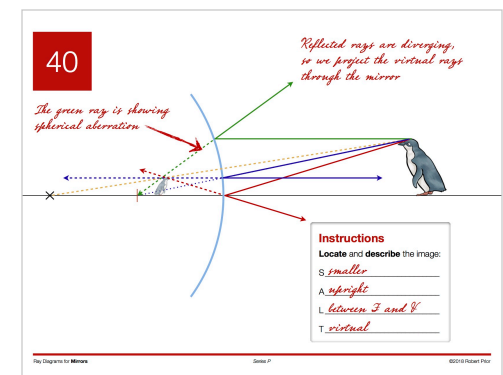 40
Reflected rays are diverging,
so we project the virtual rays
through the mirror
The green ray is showing
spherical aberration
F
Instructions
Locate and describe the image:
S smaller
A upright
L between F and V
T virtual
Ray Diagrams for Mirrors
Series P
©2018 Robert Prior